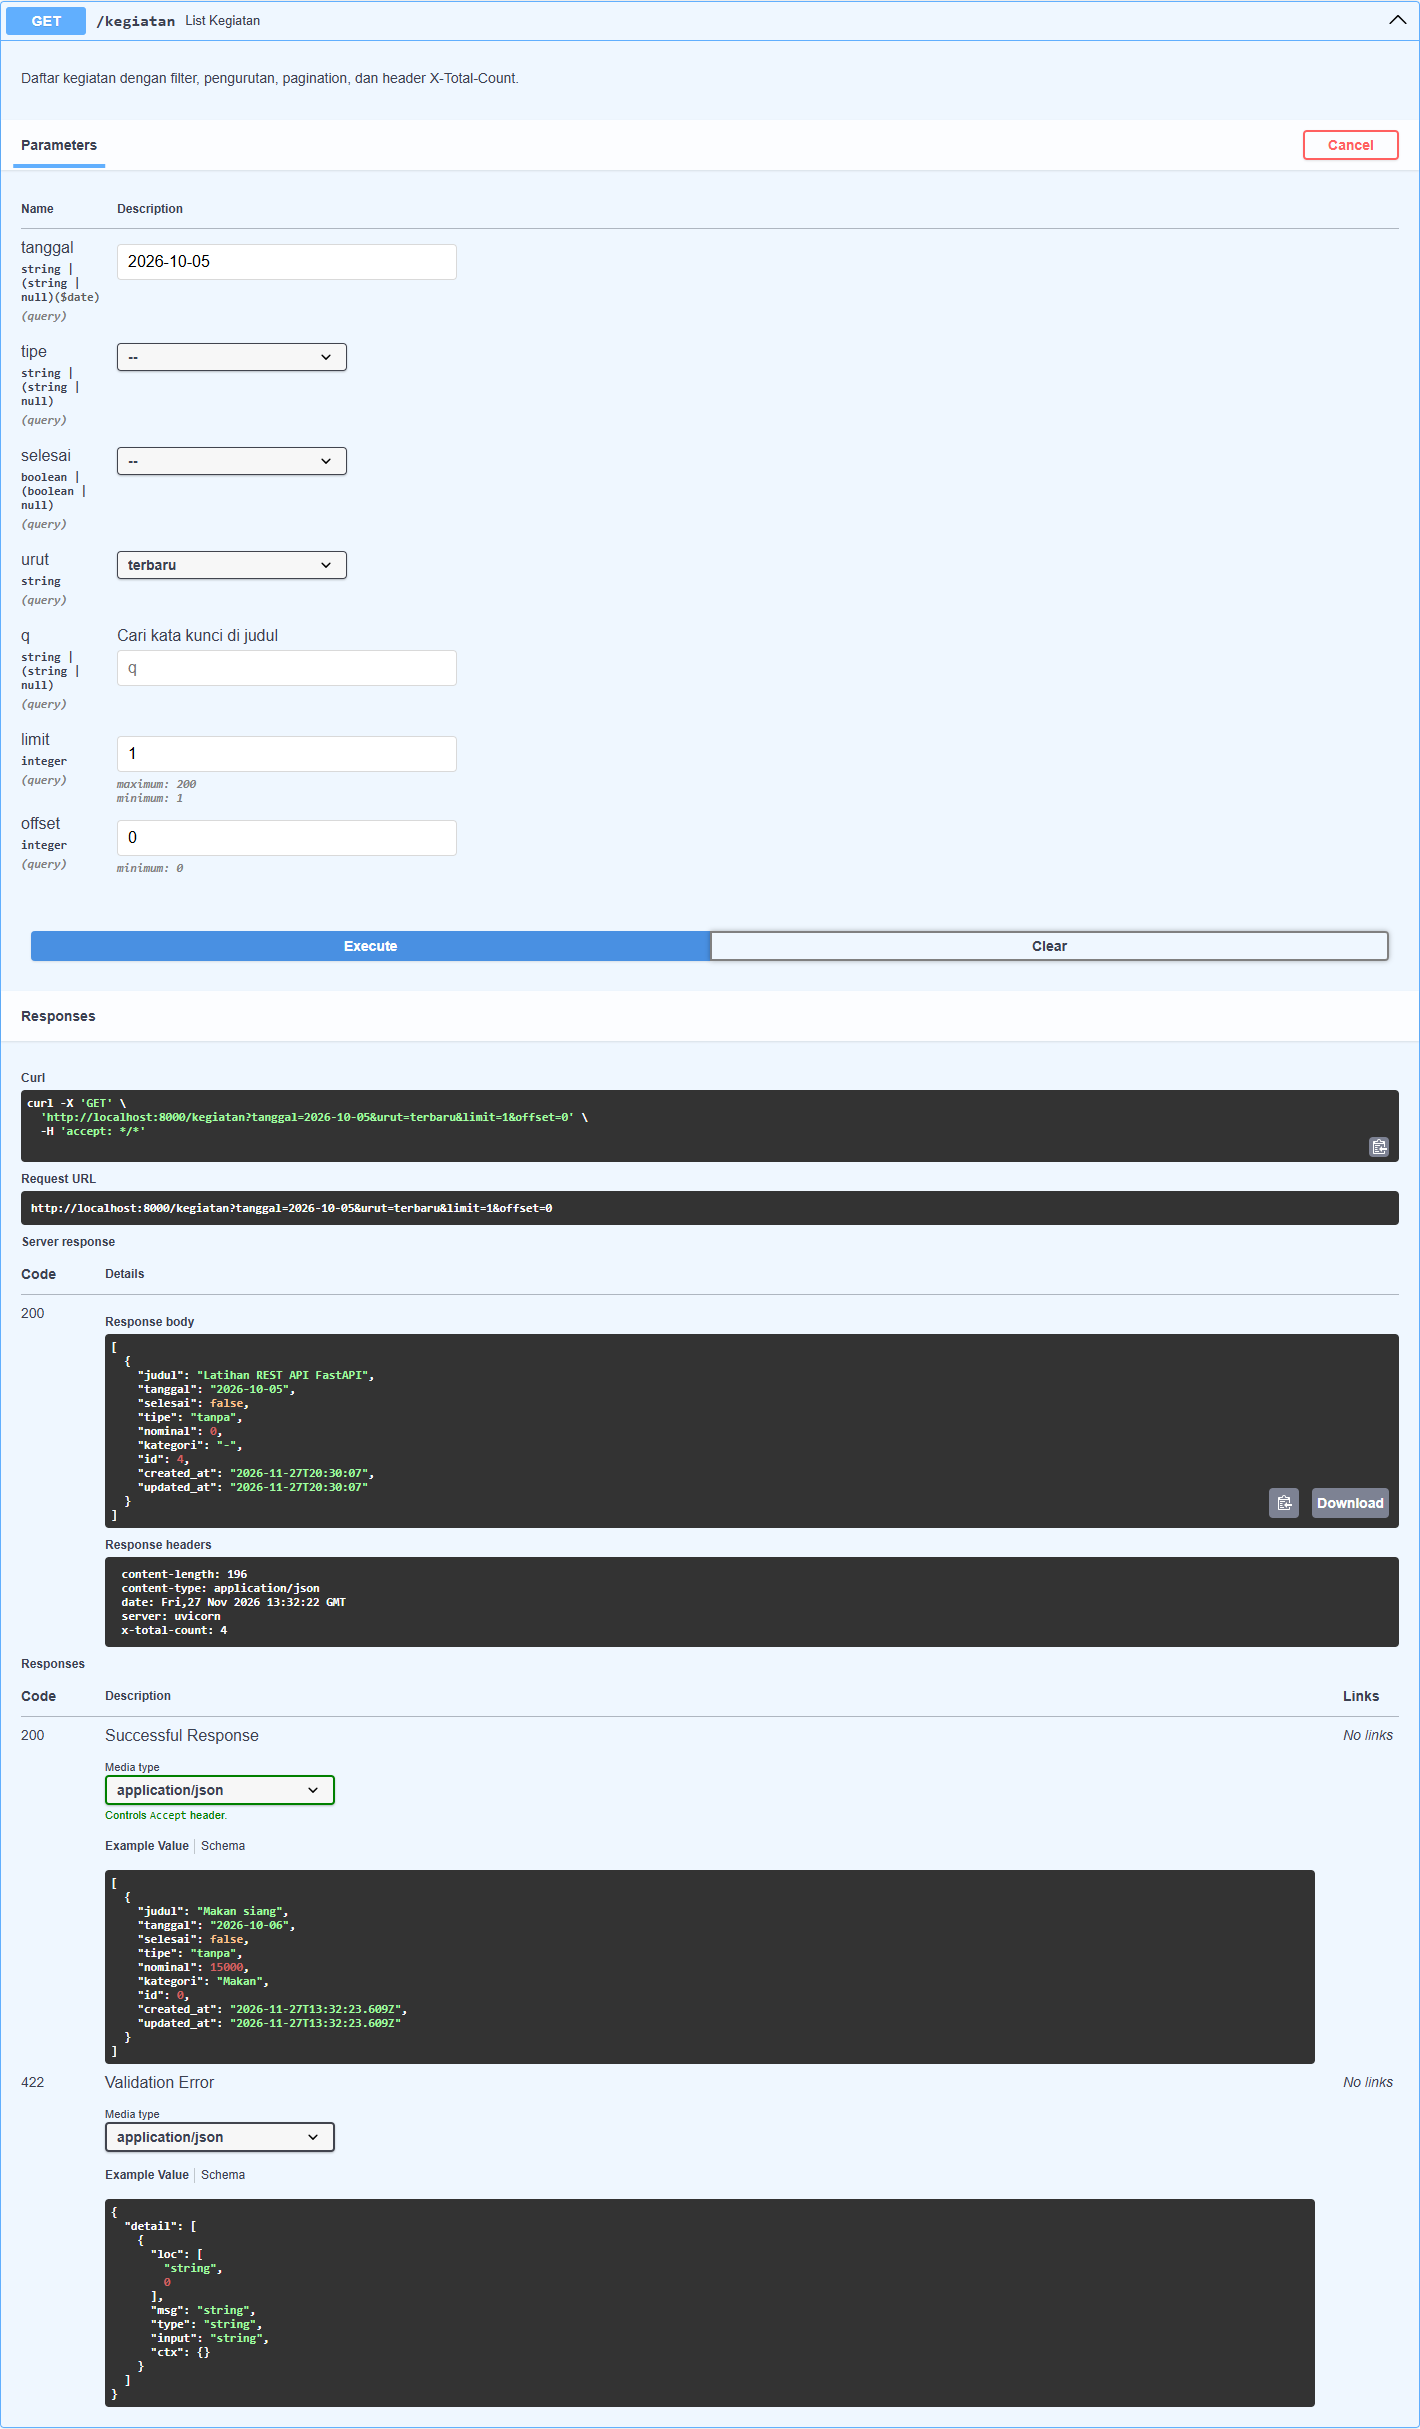 GET /kegiatan List Kegiatan
Daftar kegiatan dengan filter, pengurutan, pagination, dan header X-Total-Count.
Parameters
Cancel
Name Description
tanggal
string |
(string |
null)($date)
(query)
2026-10-05
tipe
string |
(string |
null)
(query)
--
selesai
boolean |
(boolean |
null)
(query)
--
urut
string
(query)
terbaru
q
string |
(string |
null)
(query)
Cari kata kunci di judul
q
limit
integer
(query)
1
maximum: 200
minimum: 1
offset
integer
(query)
0
minimum: 0
Execute Clear
Responses
Curl
curl -X 'GET' \
'http://localhost:8000/kegiatan?tanggal=2026-10-05&urut=terbaru&limit=1&offset=0' \
-H 'accept: */*'
Request URL
http://localhost:8000/kegiatan?tanggal=2026-10-05&urut=terbaru&limit=1&offset=0
Server response
Code Details
200
Response body
[
{
"judul": "Latihan REST API FastAPI",
"tanggal": "2026-10-05",
"selesai": false,
"tipe": "tanpa",
"nominal": 0,
"kategori": "-",
"id": 4,
"created_at": "2026-11-27T20:30:07",
"updated_at": "2026-11-27T20:30:07"
}
]
Download
Response headers
content-length: 196
content-type: application/json
date: Fri,27 Nov 2026 13:32:22 GMT
server: uvicorn
x-total-count: 4
Responses
Code Description Links
200 Successful Response No links
Media type
application/json
Controls Accept header.
Example Value Schema
[
{
"judul": "Makan siang",
"tanggal": "2026-10-06",
"selesai": false,
"tipe": "tanpa",
"nominal": 15000,
"kategori": "Makan",
"id": 0,
"created_at": "2026-11-27T13:32:23.609Z",
"updated_at": "2026-11-27T13:32:23.609Z"
}
]
422 Validation Error No links
Media type
application/json
Example Value Schema
{
"detail": [
{
"loc": [
"string",
0
],
"msg": "string",
"type": "string",
"input": "string",
"ctx": {}
}
]
}